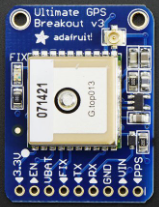 Ultimate GPS
Breakout v3
adafruit!
FIX
071421
G.top013
3.3V
EN
VBAT
FIX
TX
RX
GND
VIN
PPS